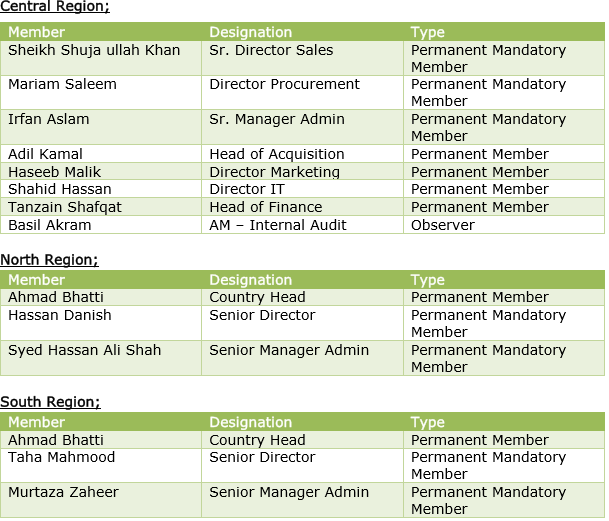 Central Region;
Member Designation Type
Sheikh Shuja ullah Khan Sr. Director Sales Permanent Mandatory
Member
Mariam Saleem Director Procurement Permanent Mandatory
Member
Irfan Aslam Sr. Manager Admin Permanent Mandatory
Member
Adil Kamal Head of Acquisition Permanent Member
Haseeb Malik Director Marketing Permanent Member
Shahid Hassan Director IT Permanent Member
Tanzain Shafqat Head of Finance Permanent Member
Basil Akram AM – Internal Audit Observer
North Region;
Member Designation Type
Ahmad Bhatti Country Head Permanent Member
Hassan Danish Senior Director Permanent Mandatory
Member
Syed Hassan Ali Shah Senior Manager Admin Permanent Mandatory
Member
South Region;
Member Designation Type
Ahmad Bhatti Country Head Permanent Member
Taha Mahmood Senior Director Permanent Mandatory
Member
Murtaza Zaheer Senior Manager Admin Permanent Mandatory
Member